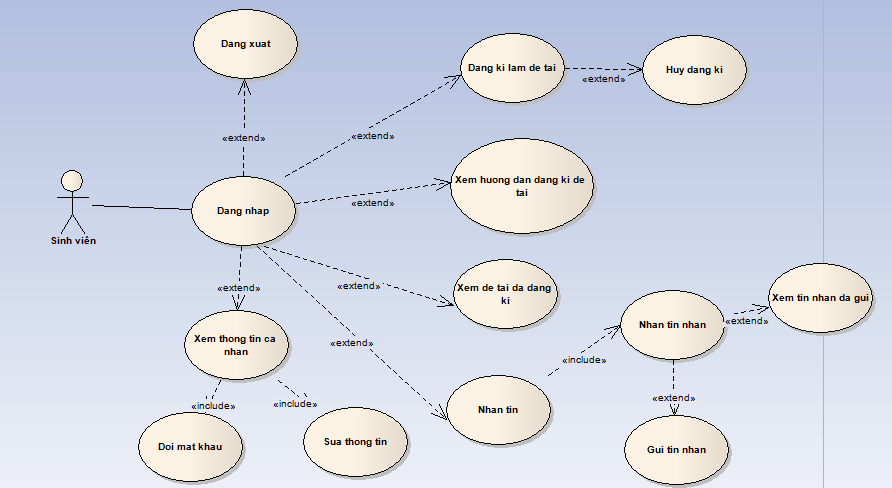 Dang xuat
Dang ki lam de tai
Huy dang ki
«extend»
«extend»
«extend»
Xem huong dan dang ki de
tai
«extend»
Dang nhap
Sinh viên
«extend»
«extend»
Xem de tai da dang
ki
Xem tin nhan da gui
Nhan tin nhan
«extend»
Xem thong tin ca
nhan
«extend»
«include»
«include»
«include»
«extend»
Nhan tin
Doi mat khau
Sua thong tin
Gui tin nhan